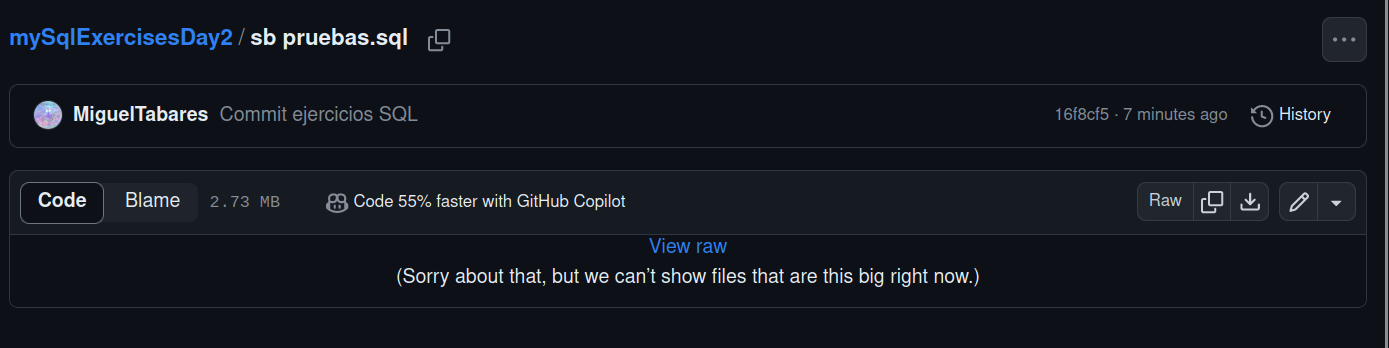 mySqlExercisesDay2 / sb pruebas.sql
MiguelTabares Commit ejercicios SQL 16f8cf5 · 7 minutes ago History
Code Blame 2.73 MB Code 55% faster with GitHub Copilot Raw
View raw
(Sorry about that, but we can’t show files that are this big right now.)